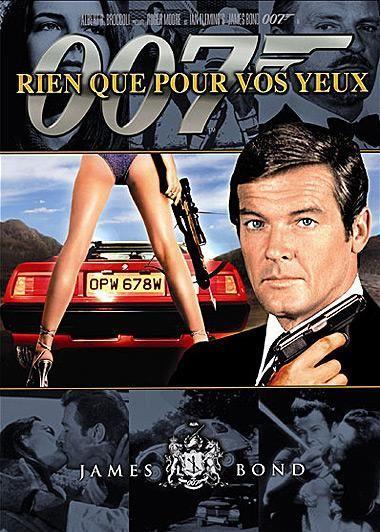 ALBERT R. BROCCOLI ROGER MOORE IAN FLEMING'S JAMES BOND 007
007
RIEN QUE POUR VOS YEUX
OPW 678W
JAMES BOND
007